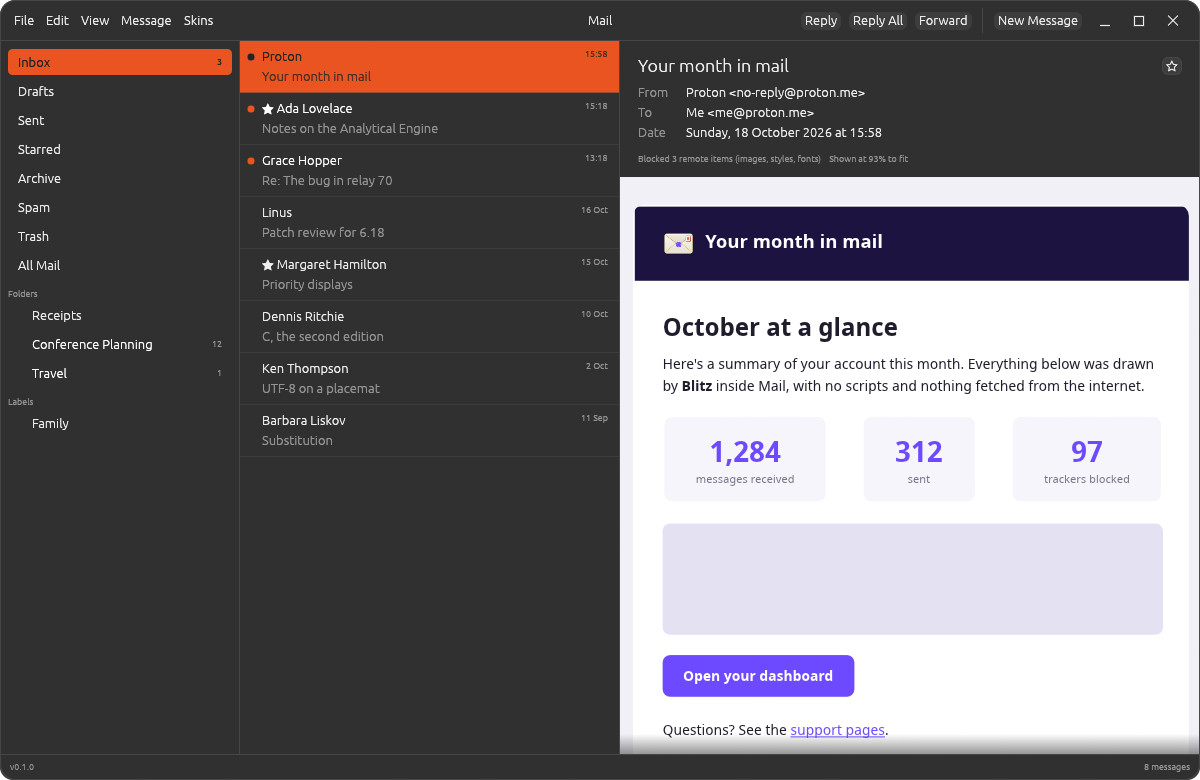 File Edit View Message Skins
Mail
Reply Reply All Forward New Message
Inbox 3
Drafts
Sent
Starred
Archive
Spam
Trash
All Mail
Folders
Receipts
Conference Planning 12
Travel 1
Labels
Family
Proton 15:58
Your month in mail
Ada Lovelace 15:18
Notes on the Analytical Engine
Grace Hopper 13:18
Re: The bug in relay 70
Linus 16 Oct
Patch review for 6.18
Margaret Hamilton 15 Oct
Priority displays
Dennis Ritchie 10 Oct
C, the second edition
Ken Thompson 2 Oct
UTF-8 on a placemat
Barbara Liskov 11 Sep
Substitution
Your month in mail
From Proton <no-reply@proton.me>
To Me <me@proton.me>
Date Sunday, 18 October 2026 at 15:58
Blocked 3 remote items (images, styles, fonts) Shown at 93% to fit
Your month in mail
October at a glance
Here's a summary of your account this month. Everything below was drawn
by Blitz inside Mail, with no scripts and nothing fetched from the internet.
1,284 312 97
messages received sent trackers blocked
Open your dashboard
Questions? See the support pages.
v0.1.0 8 messages